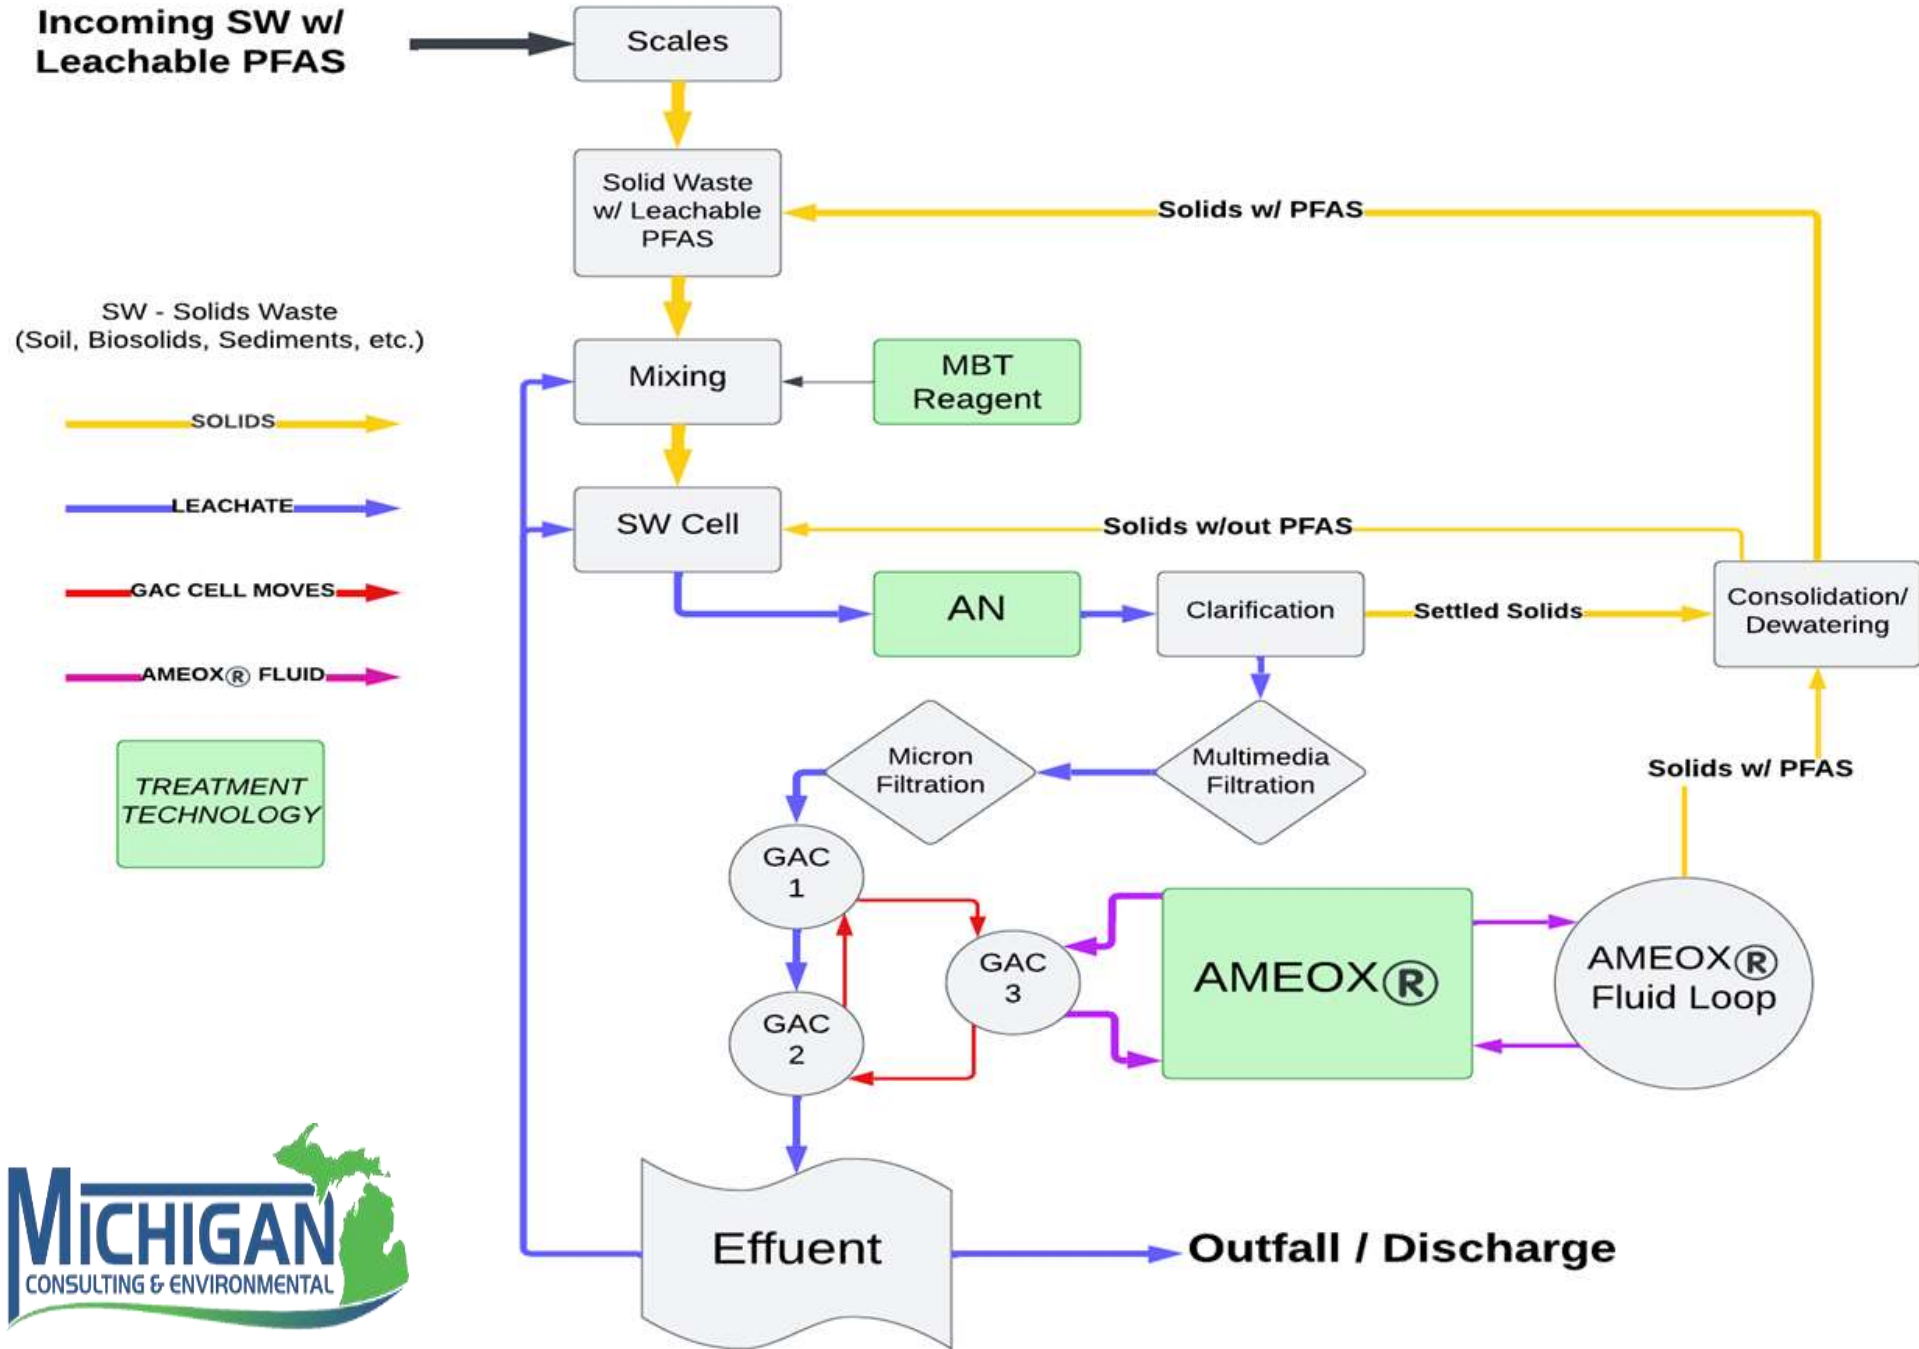 Incoming SW w/
Leachable PFAS
Scales
Solid Waste
w/ Leachable
PFAS
Solids w/ PFAS
SW - Solids Waste
(Soil, Biosolids, Sediments, etc.)
SOLIDS
LEACHATE
GAC CELL MOVES
AMEOX® FLUID
TREATMENT
TECHNOLOGY
Mixing
MBT
Reagent
SW Cell
Solids w/out PFAS
AN
Clarification
Settled Solids
Consolidation/
Dewatering
Micron
Filtration
Multimedia
Filtration
Solids w/ PFAS
GAC
1
GAC
2
GAC
3
AMEOX®
AMEOX®
Fluid Loop
Effuent
Outfall / Discharge
MICHIGAN
CONSULTING & ENVIRONMENTAL